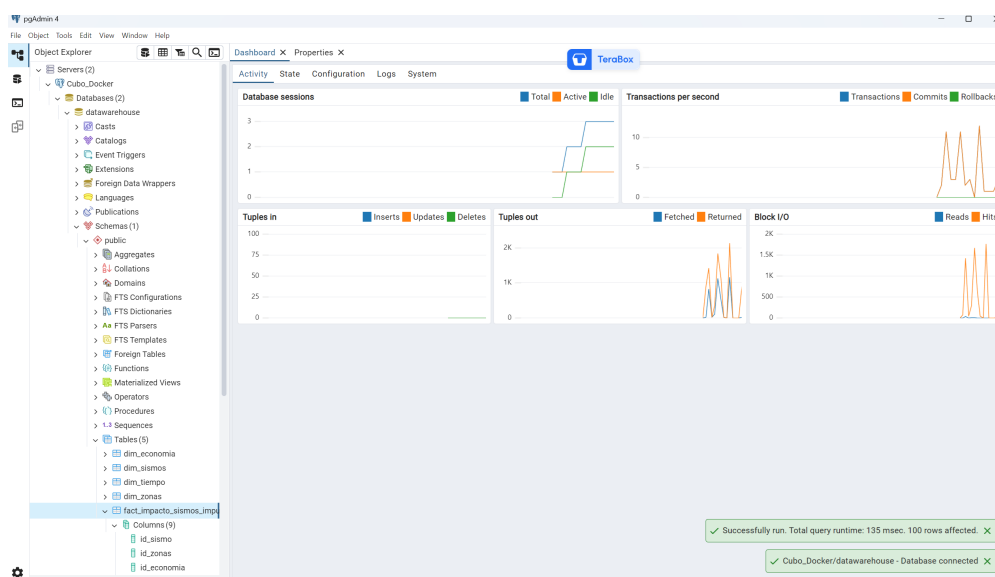 pgAdmin 4
File Object Tools Edit View Window Help
Object Explorer
Servers (2)
Cubo_Docker
Databases (2)
datawarehouse
Casts
Catalogs
Event Triggers
Extensions
Foreign Data Wrappers
Languages
Publications
Schemas (1)
public
Aggregates
Collations
Domains
FTS Configurations
FTS Dictionaries
Aa FTS Parsers
FTS Templates
Foreign Tables
Functions
Materialized Views
Operators
Procedures
1..3 Sequences
Tables (5)
dim_economia
dim_sismos
dim_tiempo
dim_zonas
fact_impacto_sismos_impu
Columns (9)
id_sismo
id_zonas
id_economia
Dashboard Properties
TeraBox
Activity State Configuration Logs System
Database sessions Total Active Idle
3
2
1
0
Transactions per second Transactions Commits Rollbacks
10
5
0
Tuples in Inserts Updates Deletes
100
75
50
25
0
Tuples out Fetched Returned
2K
1K
0
Block I/O Reads Hits
2K
1.5K
1K
500
0
Successfully run. Total query runtime: 135 msec. 100 rows affected.
Cubo_Docker/datawarehouse - Database connected